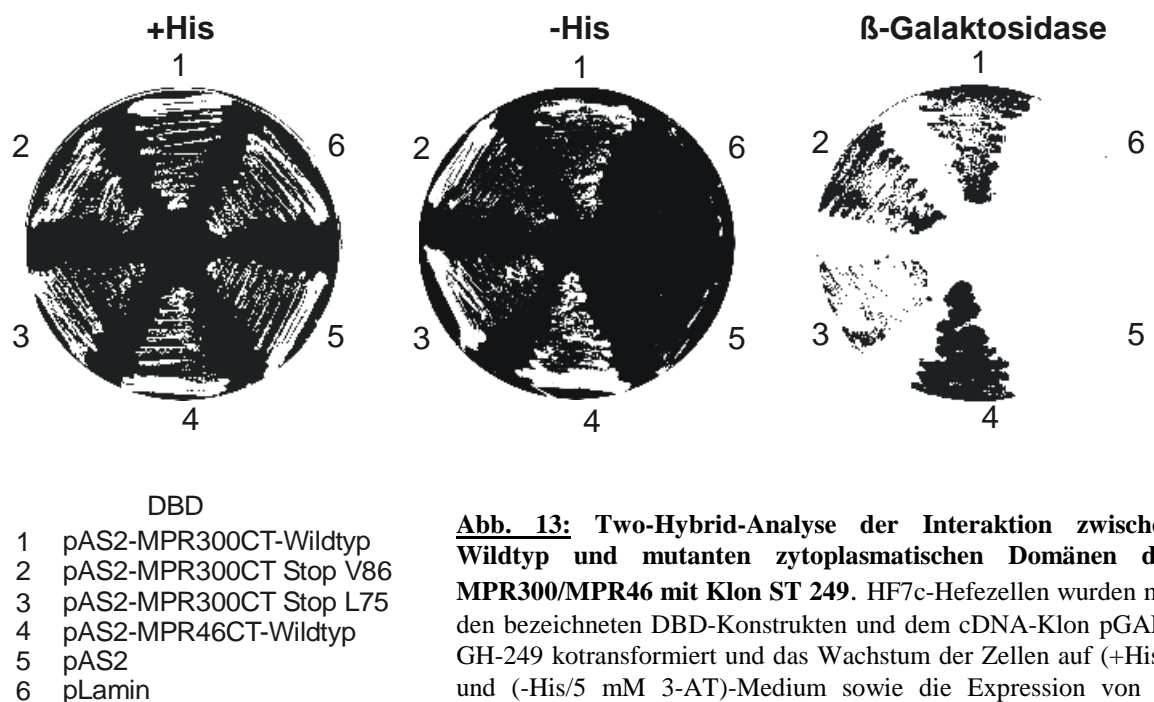 +His
-His
ß-Galaktosidase
1
1
1
2
6
2
6
2
6
3
5
3
5
3
5
4
4
4
DBD
1 pAS2-MPR300CT-Wildtyp
2 pAS2-MPR300CT Stop V86
3 pAS2-MPR300CT Stop L75
4 pAS2-MPR46CT-Wildtyp
5 pAS2
6 pLamin
Abb. 13: Two-Hybrid-Analyse der Interaktion zwische
Wildtyp und mutanten zytoplasmatischen Domänen d
MPR300/MPR46 mit Klon ST 249. HF7c-Hefezellen wurden m
den bezeichneten DBD-Konstrukten und dem cDNA-Klon pGA
GH-249 kotransformiert und das Wachstum der Zellen auf (+His
und (-His/5 mM 3-AT)-Medium sowie die Expression von